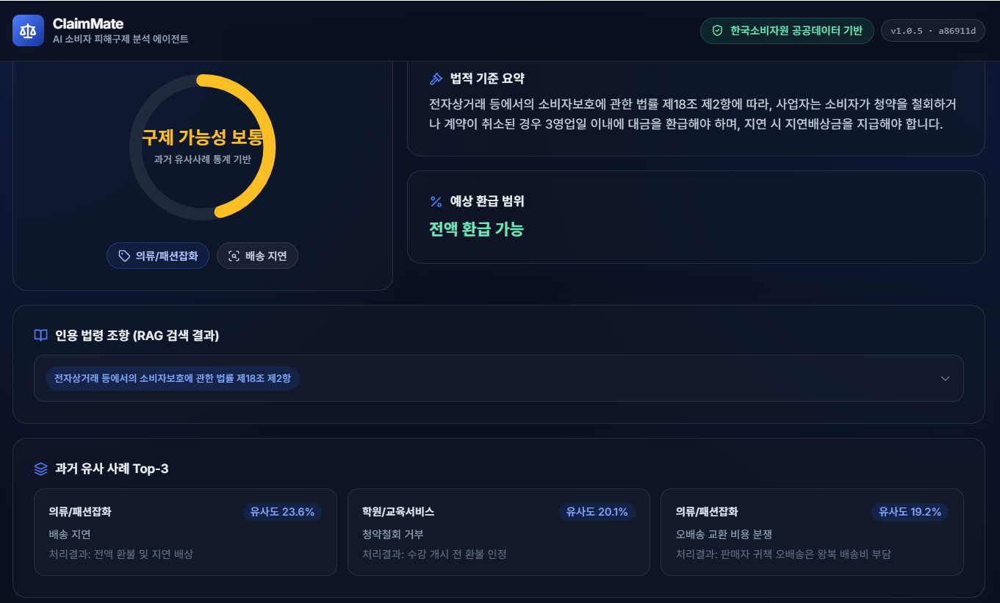 ClaimMate
AI 소비자 피해구제 분석 에이전트
한국소비자원 공공데이터 기반
v1.0.5 · a86911d
구제 가능성 보통
과거 유사사례 통계 기반
의류/패션잡화
배송 지연
법적 기준 요약
전자상거래 등에서의 소비자보호에 관한 법률 제18조 제2항에 따라, 사업자는 소비자가 청약을 철회하거
나 계약이 취소된 경우 3영업일 이내에 대금을 환급해야 하며, 지연 시 지연배상금을 지급해야 합니다.
예상 환급 범위
전액 환급 가능
인용 법령 조항 (RAG 검색 결과)
전자상거래 등에서의 소비자보호에 관한 법률 제18조 제2항
과거 유사 사례 Top-3
의류/패션잡화
유사도 23.6%
배송 지연
처리결과: 전액 환불 및 지연 배상
학원/교육서비스
유사도 20.1%
청약철회 거부
처리결과: 수강 개시 전 환불 인정
의류/패션잡화
유사도 19.2%
오배송 교환 비용 분쟁
처리결과: 판매자 귀책 오배송은 왕복 배송비 부담